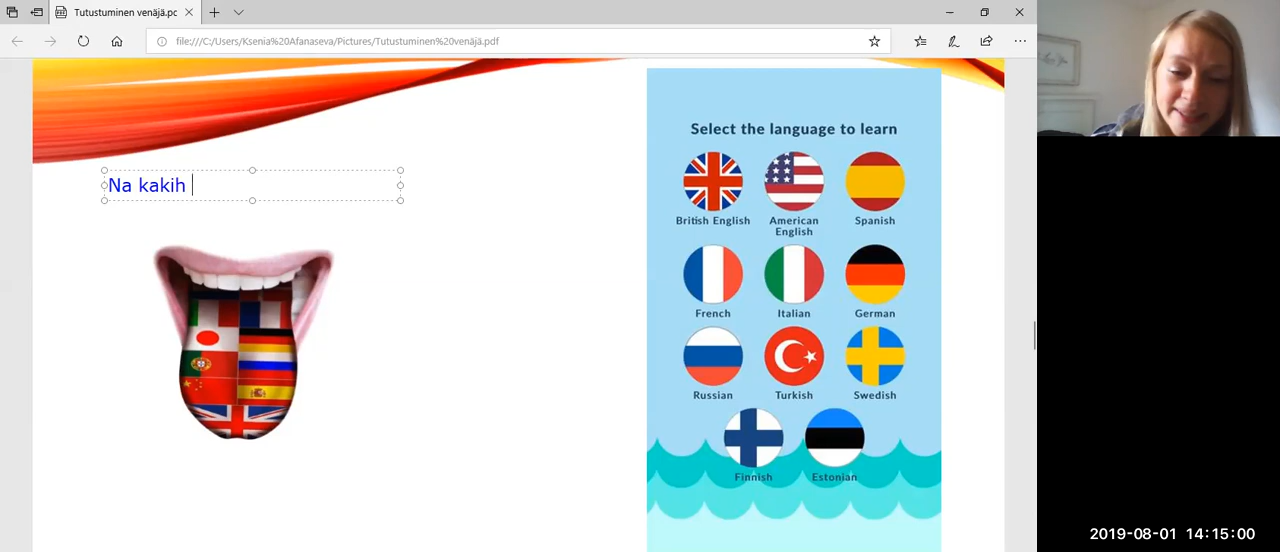 Tutustuminen venäjä.pc
file:///C:/Users/Ksenia%20Afanaseva/Pictures/Tutustuminen%20venäjä.pdf
Na kakih
Select the language to learn
British English
American
English
Spanish
French
Italian
German
Russian
Turkish
Swedish
Finnish
Estonian
2019-08-01 14:15:00